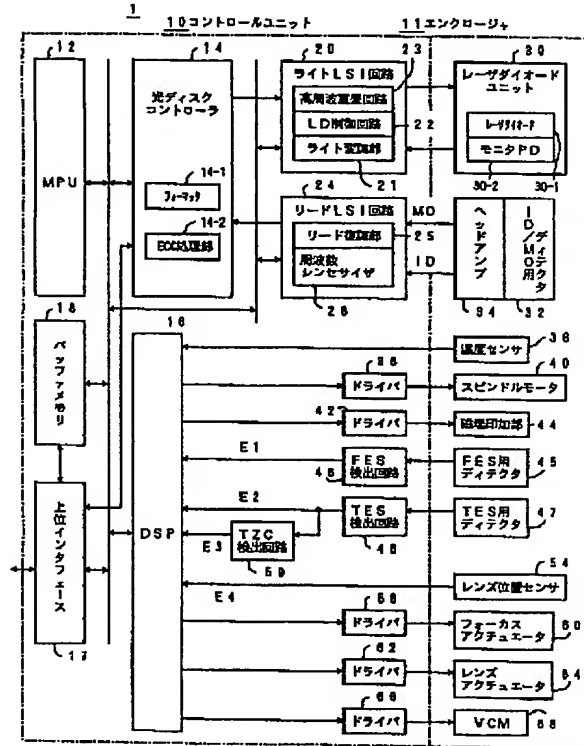 1
10 コントロールユニット
11 エンクロージャ
12
MPU
14
光ディスク
コントローラ
14-1
フォーマッタ
14-2
ECC処理部
20
ライトLSI回路
23
高周波重畳回路
LD制御回路
22
ライト変調部
21
レーザダイオード
ユニット
レーザダイオード
モニタPD
30-2
30-1
24
リードLSI回路
リード復調部
25
周波数
シンセサイザ
26
MO
ID
ヘッドアンプ
34
ID/MO用
ディテクタ
32
18
バッファメモリ
上位インタフェース
17
16
DSP
36
温度センサ
ドライバ
40
スピンドルモータ
42
ドライバ
44
磁場印加部
E1
46
FES
検出回路
45
FES用
ディテクタ
E2
TES
検出回路
48
47
TES用
ディテクタ
E3
TZC
検出回路
54
レンズ位置センサ
E4
58
ドライバ
60
フォーカス
アクチュエータ
62
ドライバ
64
レンズ
アクチュエータ
66
ドライバ
VCM
68